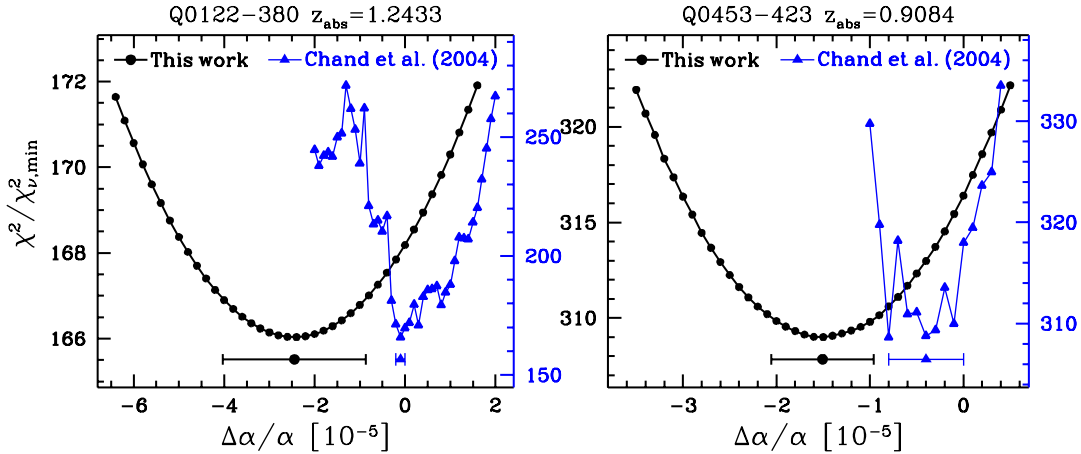 Q0122−380 z_abs=1.2433
Q0453−423 z_abs=0.9084
This work
Chand et al. (2004)
This work
Chand et al. (2004)
χ²/χ²_ν,min
172
170
168
166
250
200
150
320
315
310
330
320
310
−6 −4 −2 0 2
−3 −2 −1 0
Δα/α [10⁻⁵]
Δα/α [10⁻⁵]